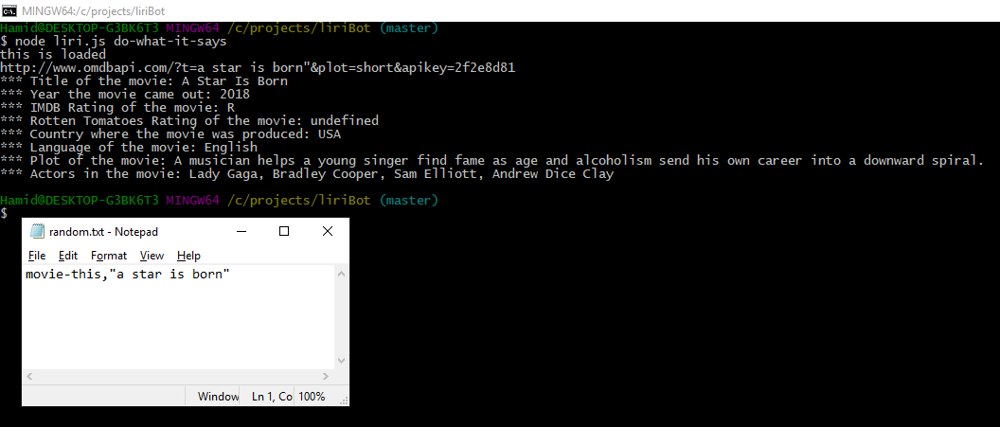 MINGW64:/c/projects/liriBot
Hamid@DESKTOP-G3BK6T3 MINGW64 /c/projects/liriBot (master)
$ node liri.js do-what-it-says
this is loaded
http://www.omdbapi.com/?t=a star is born"&plot=short&apikey=2f2e8d81
*** Title of the movie: A Star Is Born
*** Year the movie came out: 2018
*** IMDB Rating of the movie: R
*** Rotten Tomatoes Rating of the movie: undefined
*** Country where the movie was produced: USA
*** Language of the movie: English
*** Plot of the movie: A musician helps a young singer find fame as age and alcoholism send his own career into a downward spiral.
*** Actors in the movie: Lady Gaga, Bradley Cooper, Sam Elliott, Andrew Dice Clay
Hamid@DESKTOP-G3BK6T3 MINGW64 /c/projects/liriBot (master)
$
random.txt - Notepad
File Edit Format View Help
movie-this,"a star is born"
Window Ln 1, Co 100%